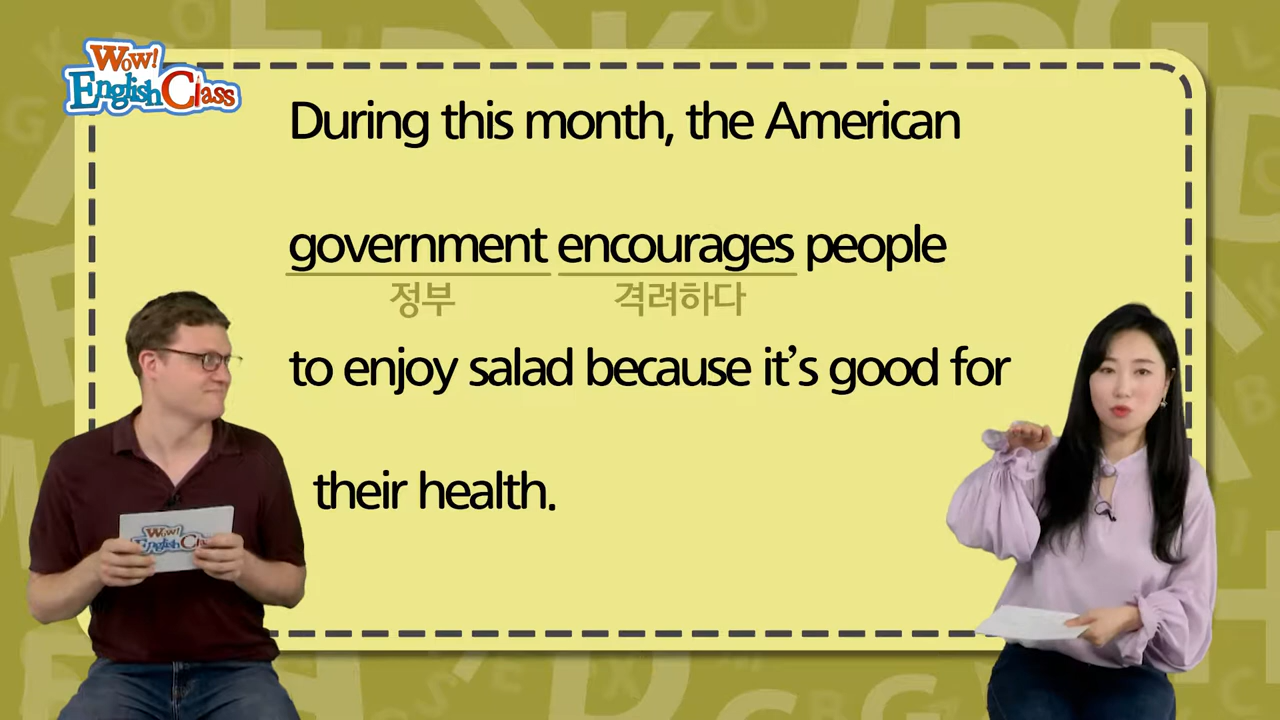 Wow!
English Class
During this month, the American
government encourages people
정부 격려하다
to enjoy salad because it’s good for
their health.
Wow!
English Class